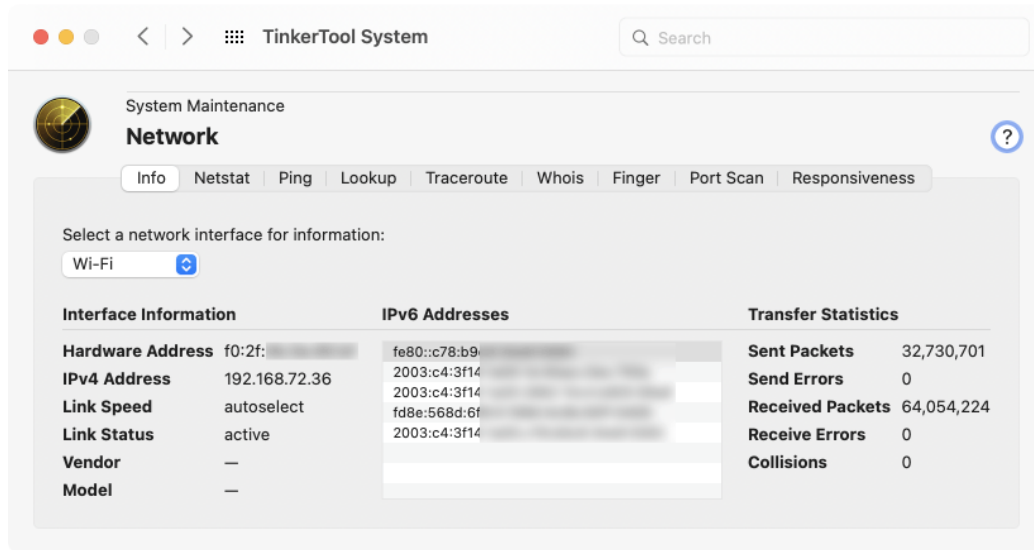 TinkerTool System
Search
System Maintenance
Network
?
Info Netstat Ping Lookup Traceroute Whois Finger Port Scan Responsiveness
Select a network interface for information:
Wi-Fi
Interface Information
Hardware Address f0:2f:
IPv4 Address 192.168.72.36
Link Speed autoselect
Link Status active
Vendor —
Model —
IPv6 Addresses
fe80::c78:b9
2003:c4:3f14
2003:c4:3f14
fd8e:568d:6f
2003:c4:3f14
Transfer Statistics
Sent Packets 32,730,701
Send Errors 0
Received Packets 64,054,224
Receive Errors 0
Collisions 0